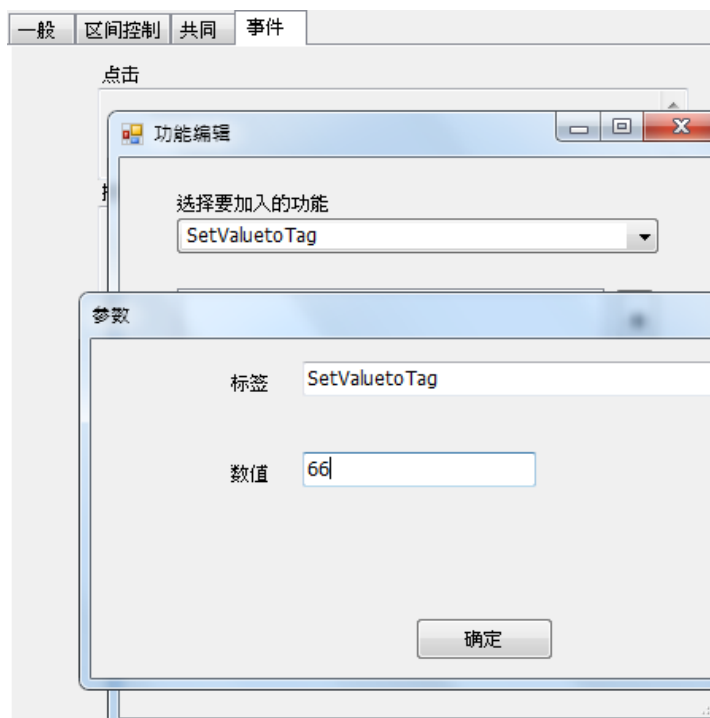 一般 区间控制 共同 事件
点击
功能编辑
选择要加入的功能
SetValuetoTag
参数
标签 SetValuetoTag
数值 66
确定